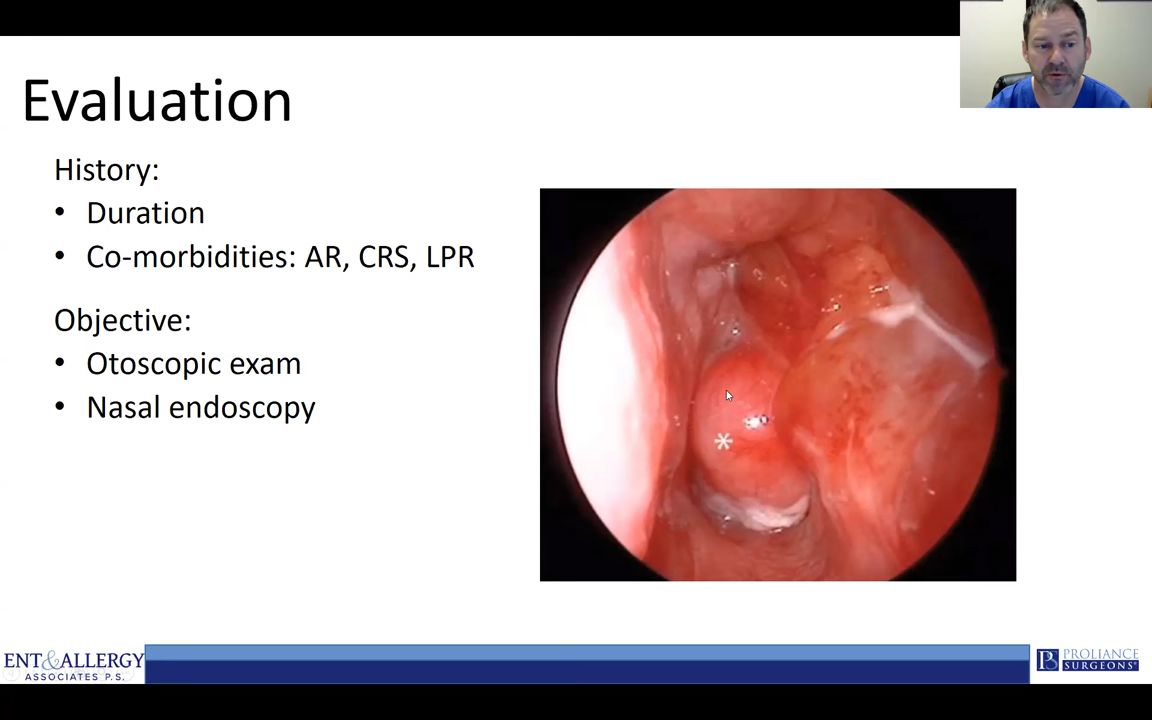 Evaluation
History:
• Duration
• Co-morbidities: AR, CRS, LPR
Objective:
• Otoscopic exam
• Nasal endoscopy
*
ENT&ALLERGY
ASSOCIATES P.S.
PROLIANCE
SURGEONS®